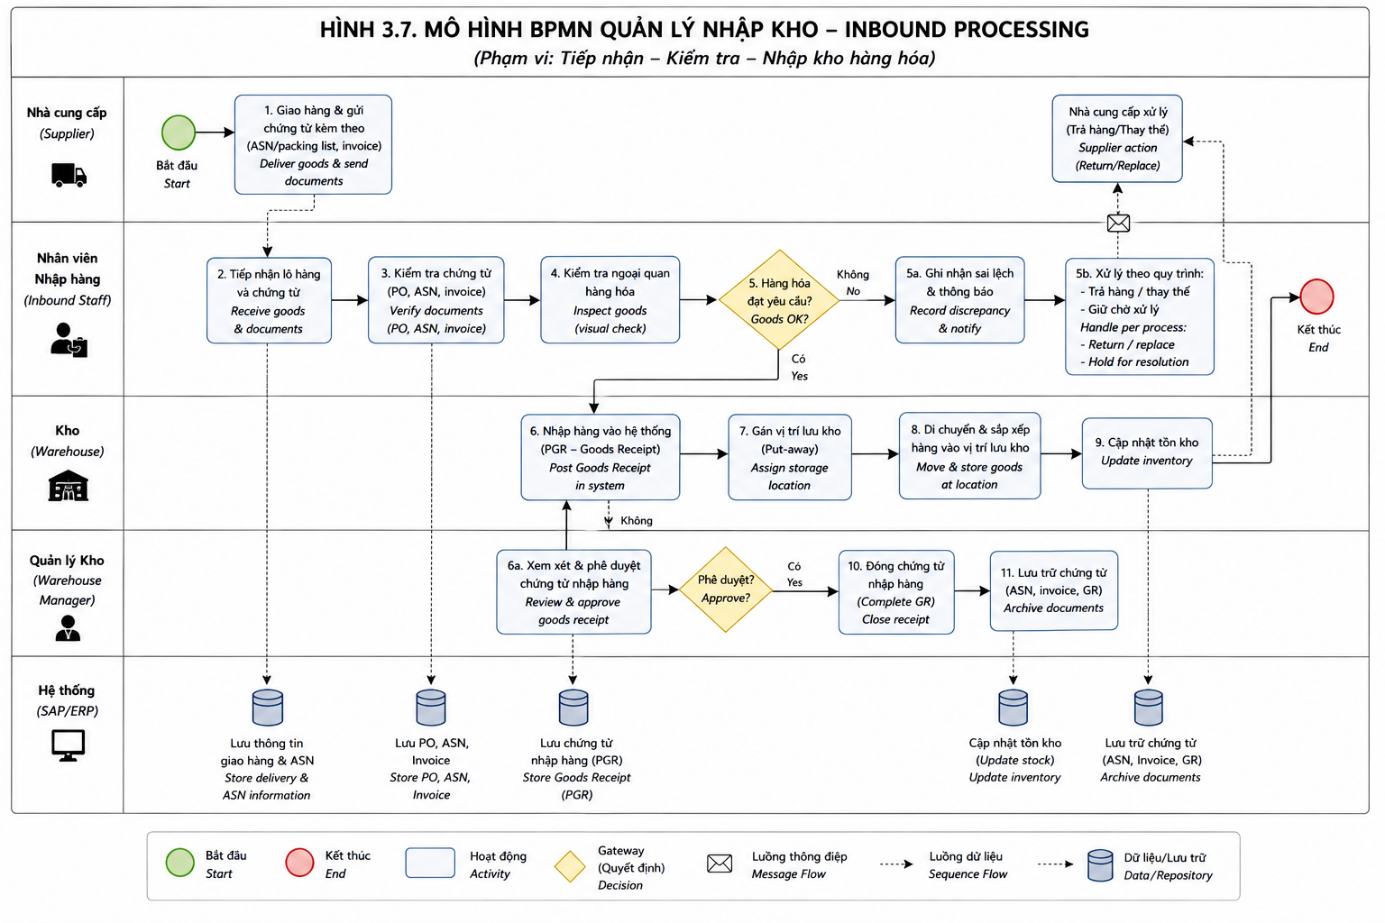 HÌNH 3.7. MÔ HÌNH BPMN QUẢN LÝ NHẬP KHO – INBOUND PROCESSING
(Phạm vi: Tiếp nhận – Kiểm tra – Nhập kho hàng hóa)
Nhà cung cấp
(Supplier)
Bắt đầu
Start
1. Giao hàng & gửi
chứng từ kèm theo
(ASN/packing list, invoice)
Deliver goods & send
documents
Nhà cung cấp xử lý
(Trả hàng/Thay thế)
Supplier action
(Return/Replace)
Nhân viên
Nhập hàng
(Inbound Staff)
2. Tiếp nhận lô hàng
và chứng từ
Receive goods
& documents
3. Kiểm tra chứng từ
(PO, ASN, invoice)
Verify documents
(PO, ASN, invoice)
4. Kiểm tra ngoại quan
hàng hóa
Inspect goods
(visual check)
5. Hàng hóa
đạt yêu cầu?
Goods OK?
Không
No
Có
Yes
5a. Ghi nhận sai lệch
& thông báo
Record discrepancy
& notify
5b. Xử lý theo quy trình:
- Trả hàng / thay thế
- Giữ chờ xử lý
Handle per process:
- Return / replace
- Hold for resolution
Kết thúc
End
Kho
(Warehouse)
6. Nhập hàng vào hệ thống
(PGR – Goods Receipt)
Post Goods Receipt
in system
7. Gán vị trí lưu kho
(Put-away)
Assign storage
location
8. Di chuyển & sắp xếp
hàng vào vị trí lưu kho
Move & store goods
at location
9. Cập nhật tồn kho
Update inventory
Không
Quản lý Kho
(Warehouse
Manager)
6a. Xem xét & phê duyệt
chứng từ nhập hàng
Review & approve
goods receipt
Phê duyệt?
Approve?
Có
Yes
10. Đóng chứng từ
nhập hàng
(Complete GR)
Close receipt
11. Lưu trữ chứng từ
(ASN, invoice, GR)
Archive documents
Hệ thống
(SAP/ERP)
Lưu thông tin
giao hàng & ASN
Store delivery &
ASN information
Lưu PO, ASN,
Invoice
Store PO, ASN,
Invoice
Lưu chứng từ
nhập hàng (PGR)
Store Goods Receipt
(PGR)
Cập nhật tồn kho
(Update stock)
Update inventory
Lưu trữ chứng từ
(ASN, Invoice, GR)
Archive documents
Bắt đầu
Start
Kết thúc
End
Hoạt động
Activity
Gateway
(Quyết định)
Decision
Luồng thông điệp
Message Flow
Luồng dữ liệu
Sequence Flow
Dữ liệu/Lưu trữ
Data/Repository